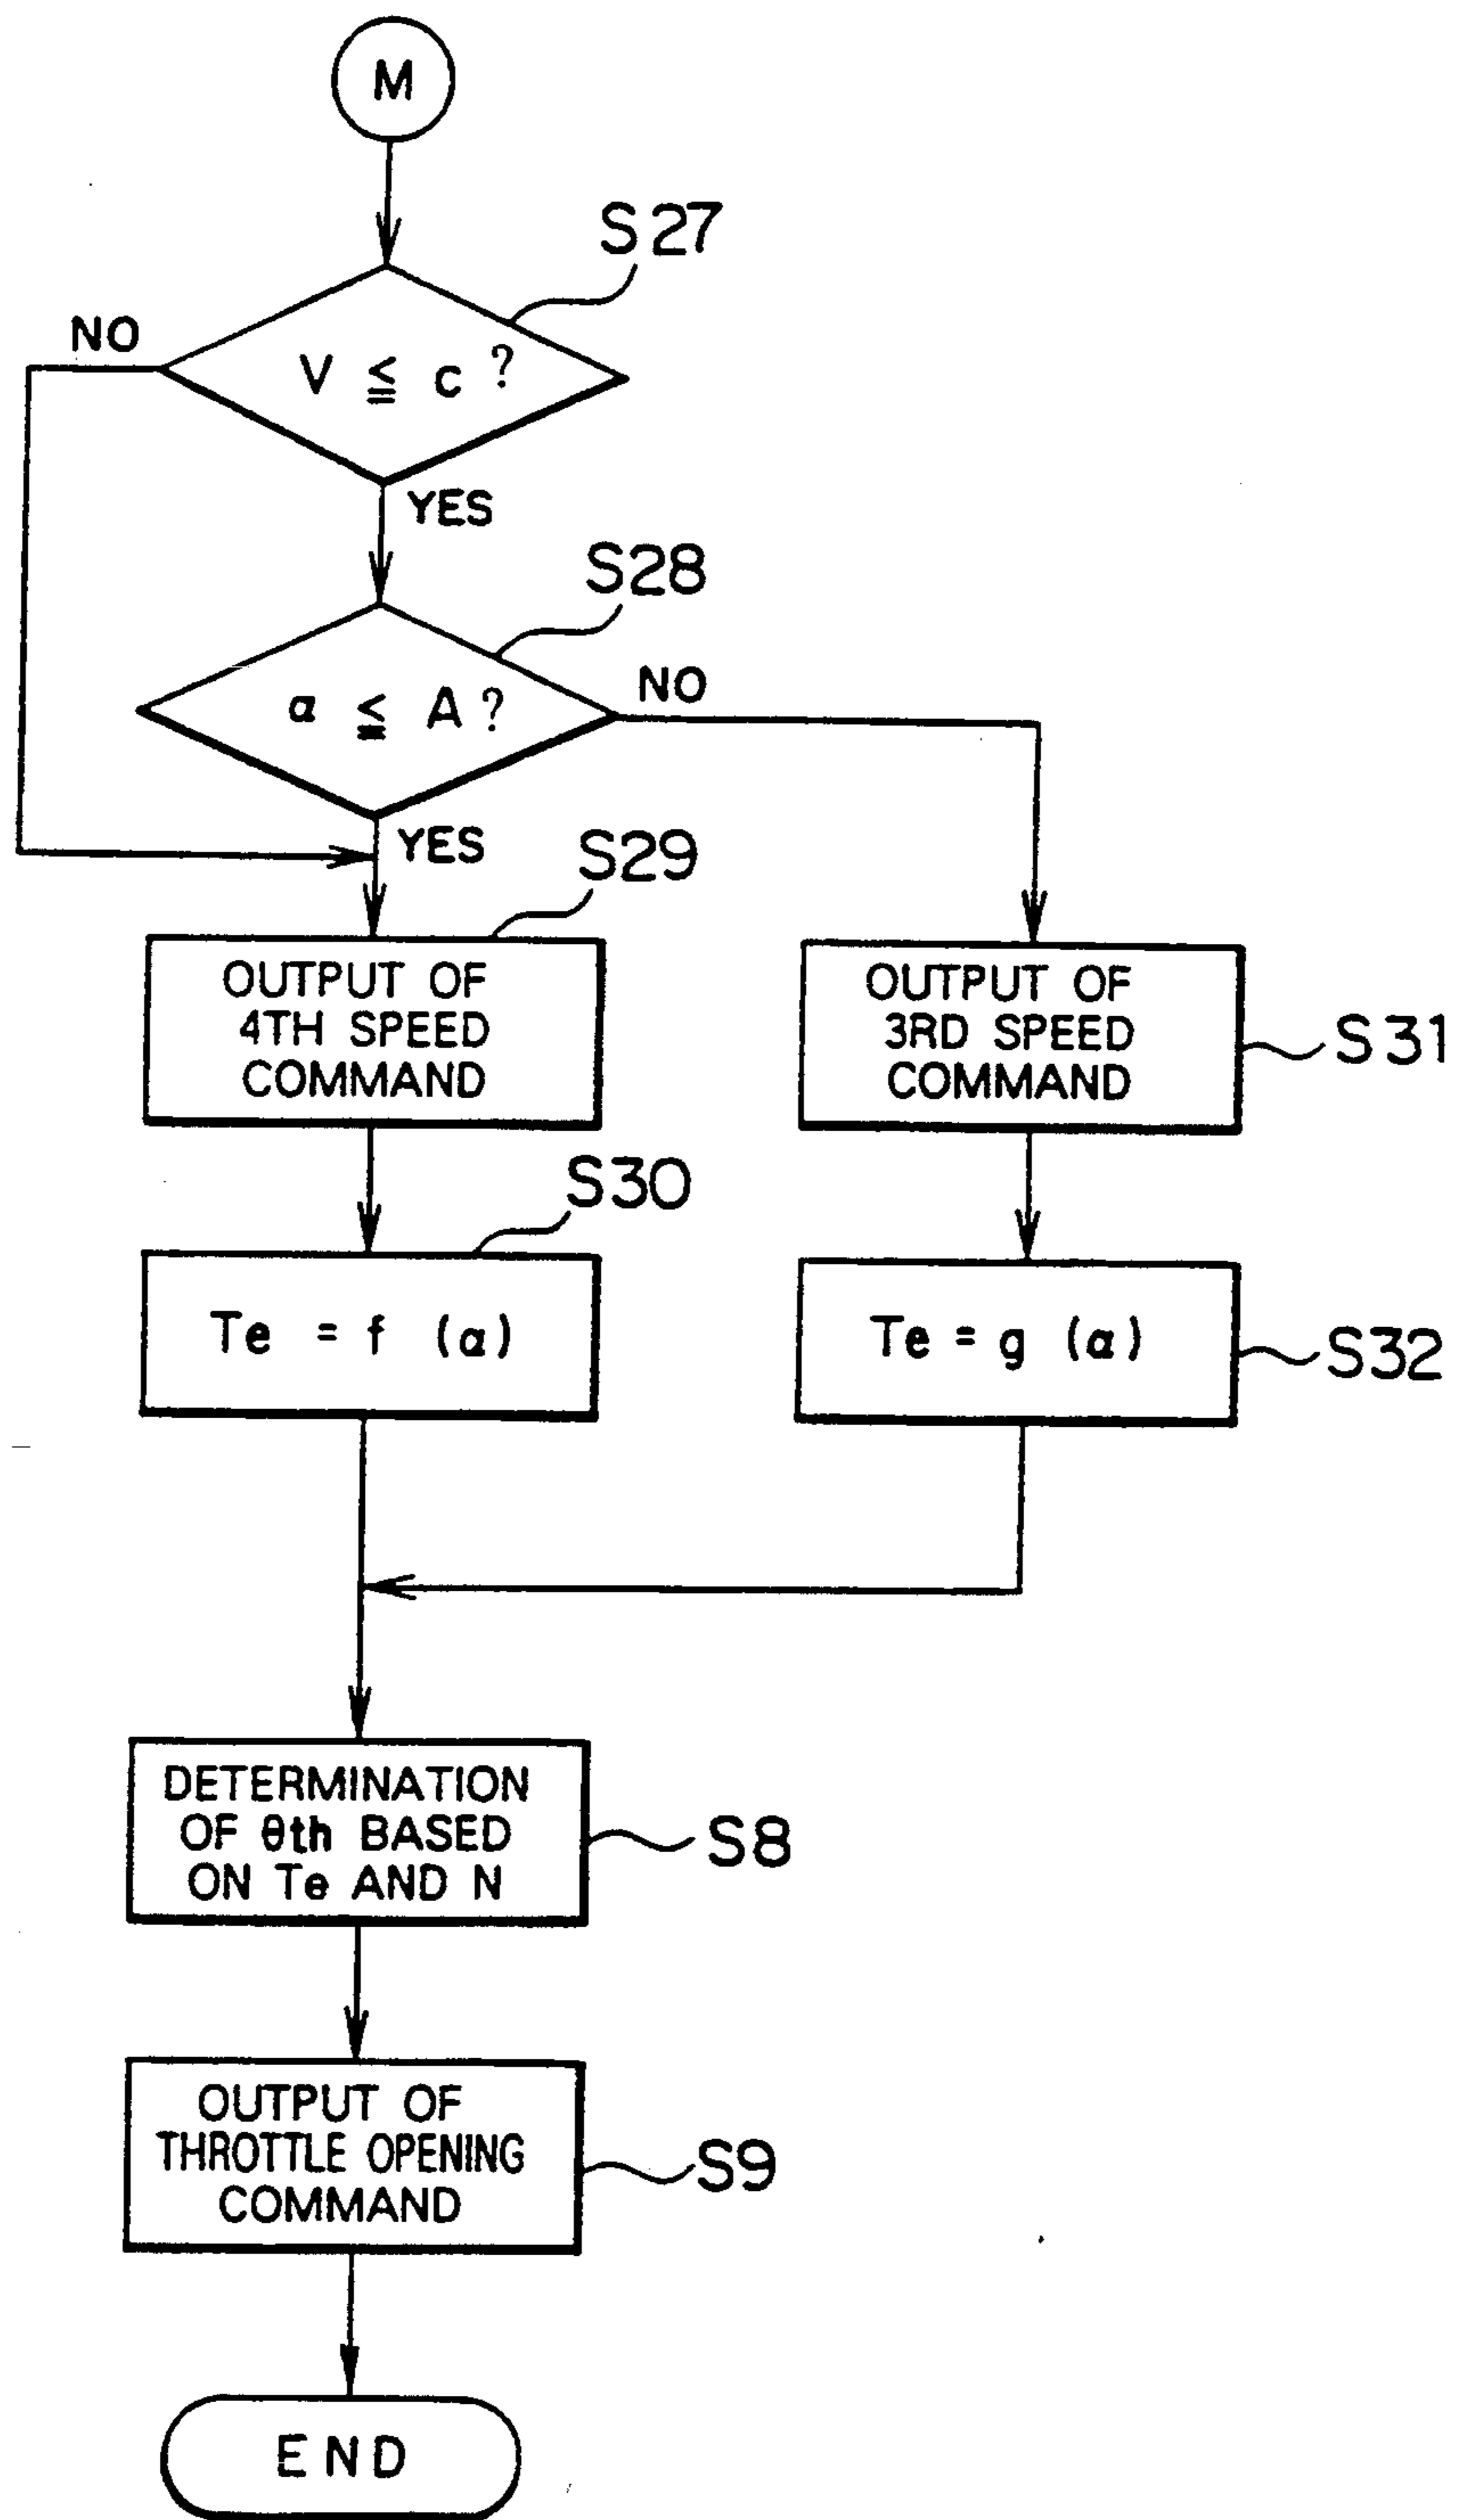 M
S27
NO
V ≦ c ?
YES
S28
α ≦ A ?
NO
YES
S29
OUTPUT OF
4TH SPEED
COMMAND
OUTPUT OF
3RD SPEED
COMMAND
S31
S30
Te = f (α)
Te = g (α)
S32
DETERMINATION
OF θth BASED
ON Te AND N
S8
OUTPUT OF
THROTTLE OPENING
COMMAND
S9
END